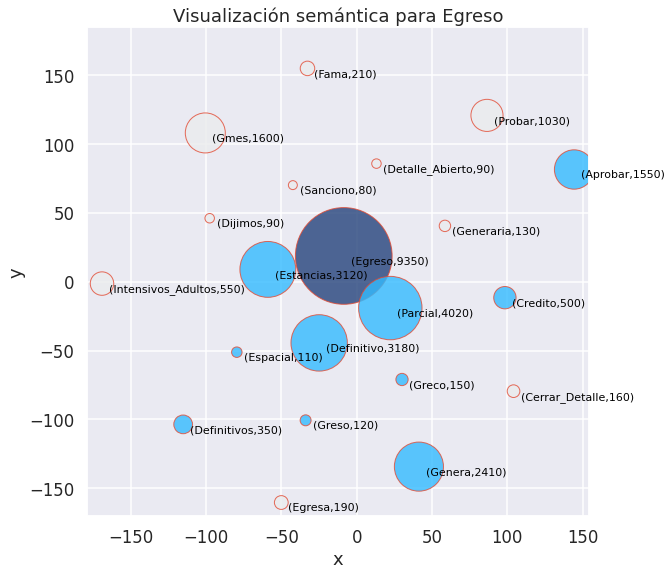 Visualización semántica para Egreso
(Fama,210)
(Probar,1030)
(Gmes,1600)
(Detalle_Abierto,90)
(Aprobar,1550)
(Sanciono,80)
(Dijimos,90)
(Generaria,130)
(Egreso,9350)
(Estancias,3120)
(Intensivos_Adultos,550)
(Credito,500)
(Parcial,4020)
(Definitivo,3180)
(Espacial,110)
(Greco,150)
(Cerrar_Detalle,160)
(Definitivos,350)
(Greso,120)
(Genera,2410)
(Egresa,190)
y
150
100
50
0
−50
−100
−150
−150 −100 −50 0 50 100 150
x